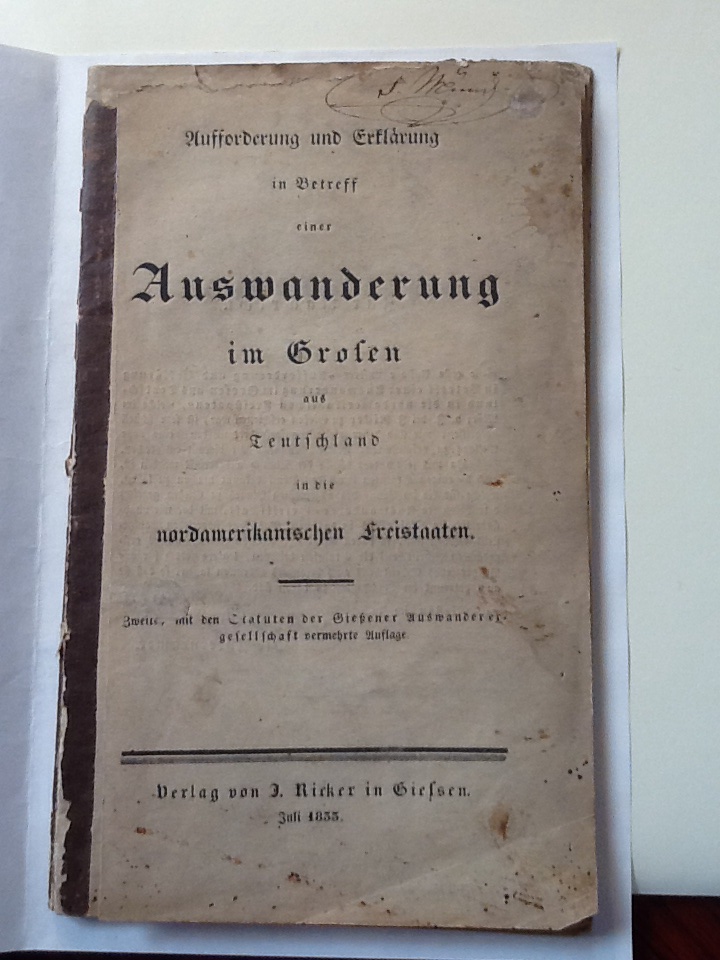 Aufforderung und Erklärung
in Betreff
einer
Auswanderung
im Groſen
aus
Teutſchland
in die
nordamerikaniſchen Freiſtaaten.
Zweite, mit den Statuten der Gießener Auswanderer-
geſellſchaft vermehrte Auflage
Verlag von J. Ricker in Gieſsen.
Juli 1833.